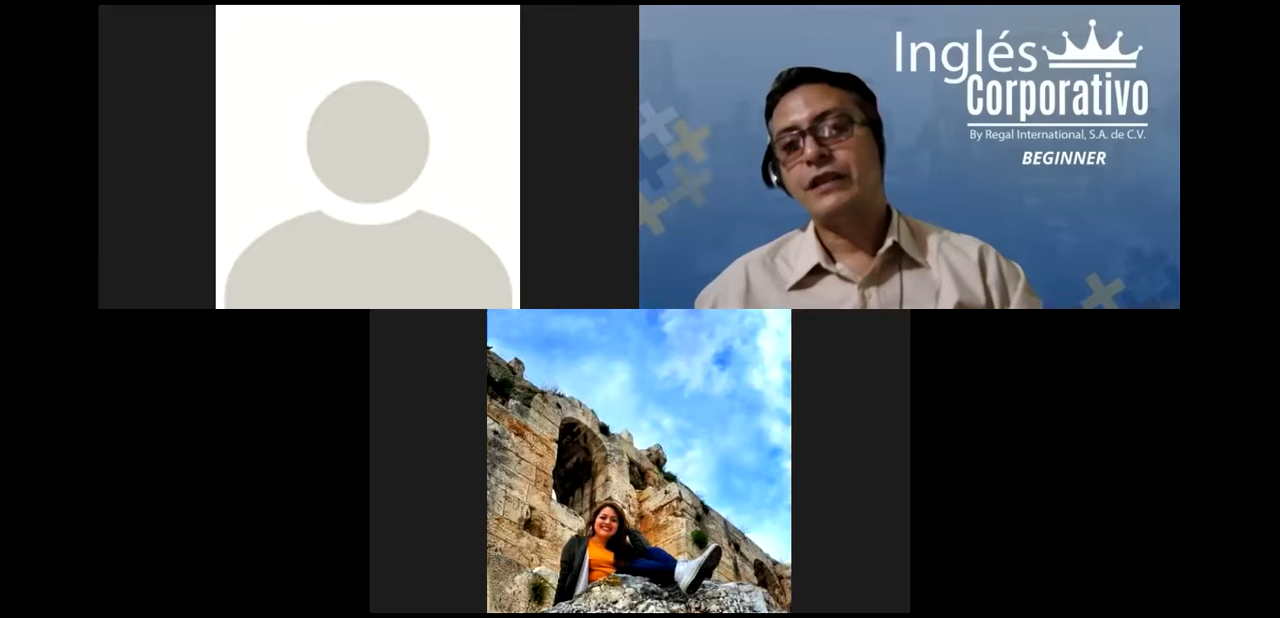 Inglés
Corporativo
By Regal International, S.A. de C.V.
BEGINNER